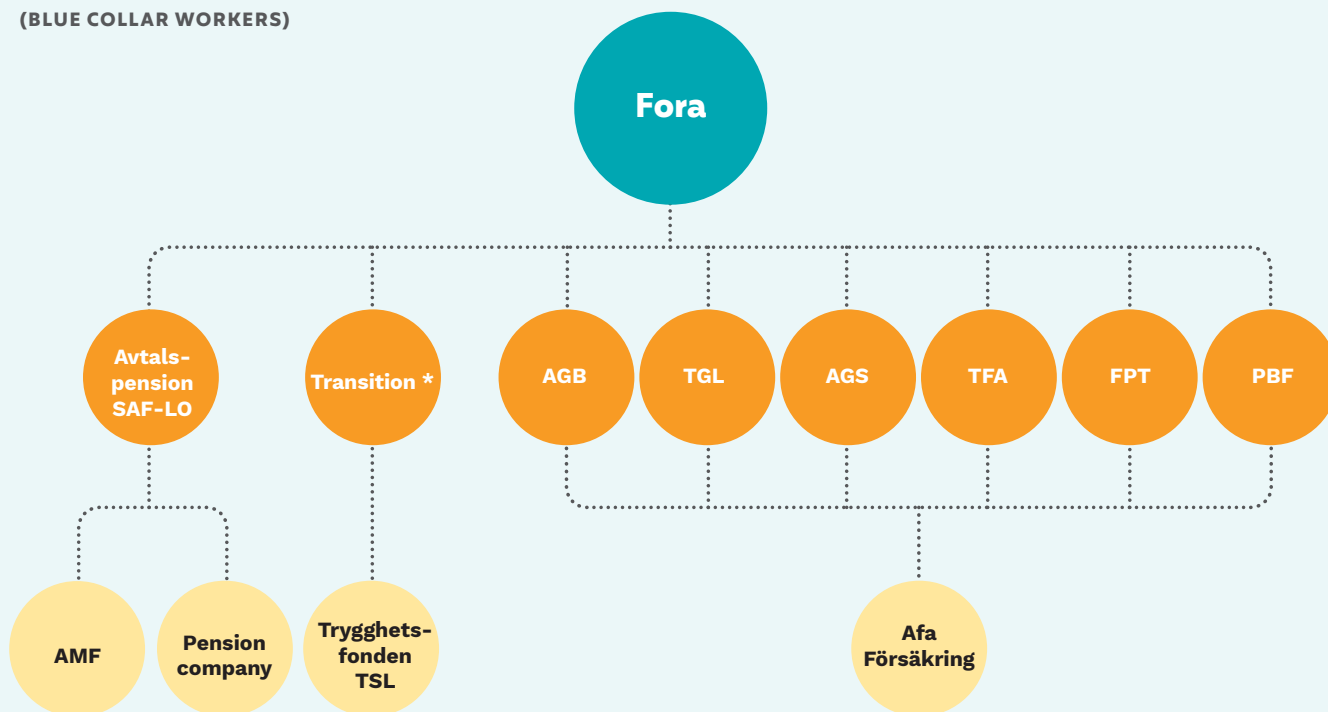 (BLUE COLLAR WORKERS)
Fora
Avtals-
pension
SAF-LO
Transition *
AGB
TGL
AGS
TFA
FPT
PBF
AMF
Pension
company
Trygghets-
fonden
TSL
Afa
Försäkring